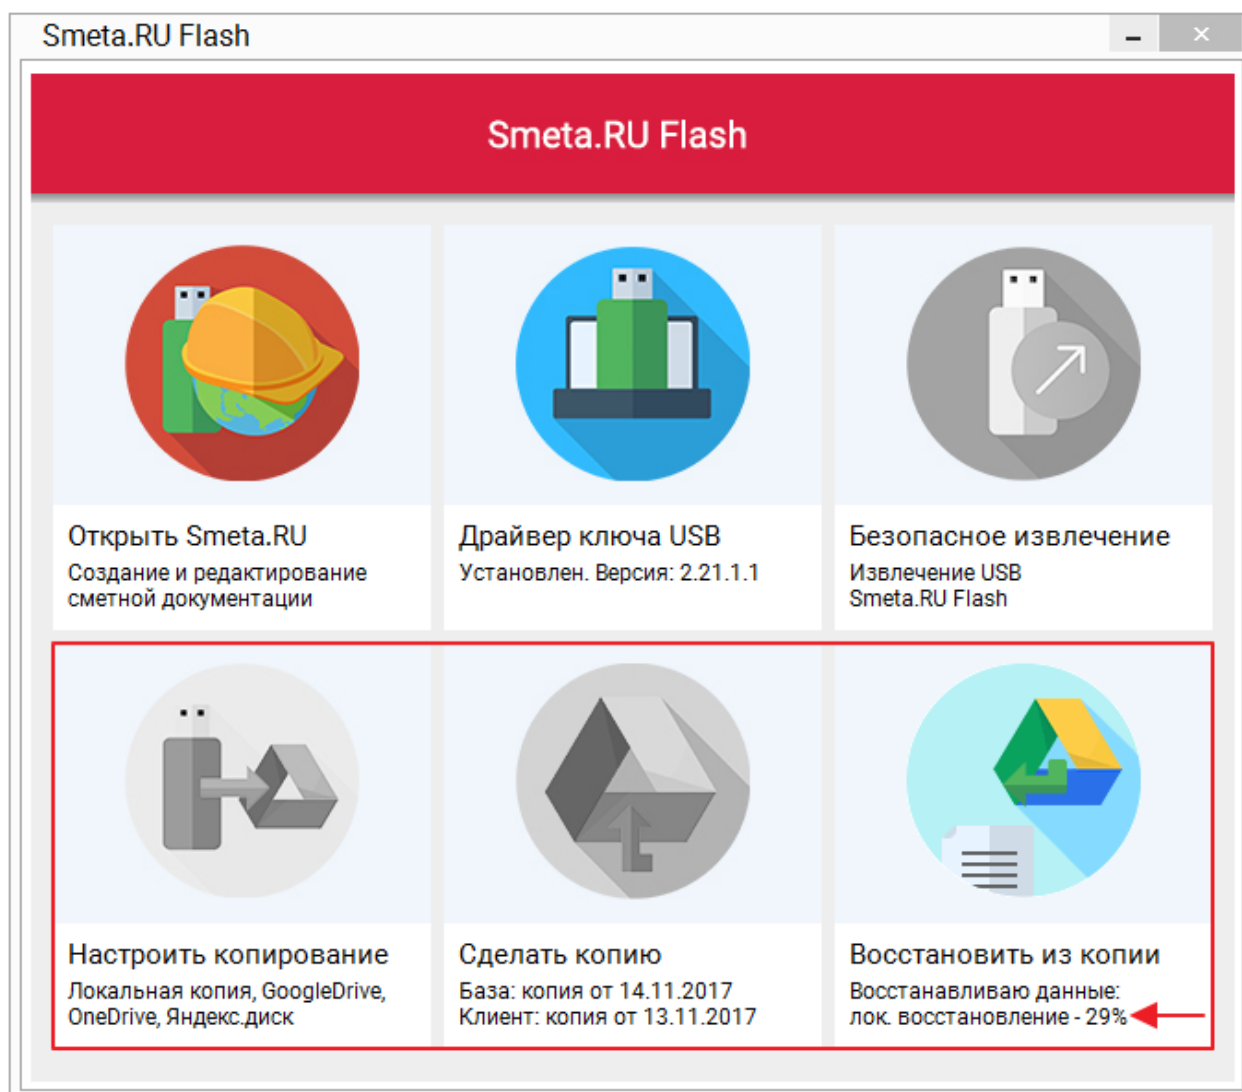 Smeta.RU Flash
Smeta.RU Flash
Открыть Smeta.RU
Создание и редактирование
сметной документации
Драйвер ключа USB
Установлен. Версия: 2.21.1.1
Безопасное извлечение
Извлечение USB
Smeta.RU Flash
Настроить копирование
Локальная копия, GoogleDrive,
OneDrive, Яндекс.диск
Сделать копию
База: копия от 14.11.2017
Клиент: копия от 13.11.2017
Восстановить из копии
Восстанавливаю данные:
лок. восстановление - 29%